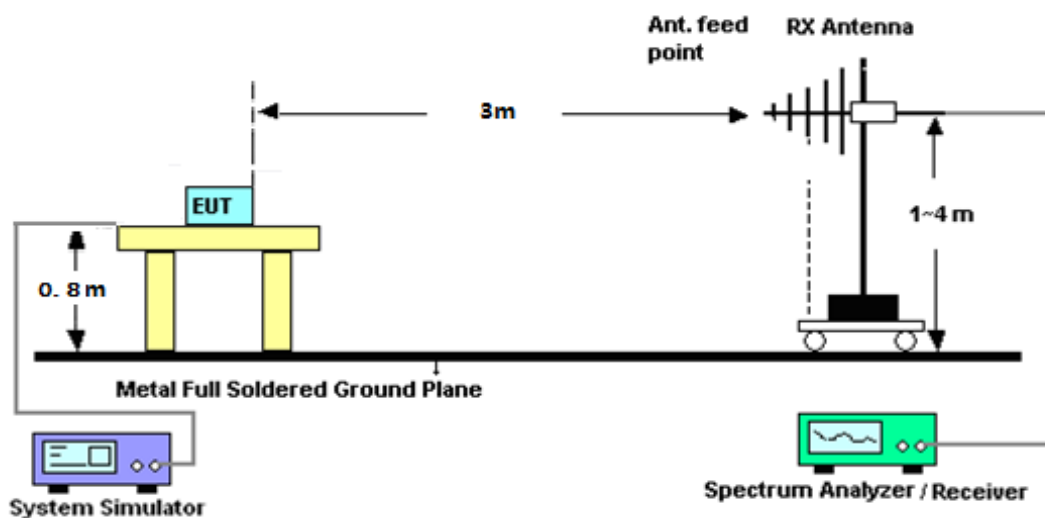 Ant. feed
point
RX Antenna
3m
EUT
1~4 m
0. 8 m
Metal Full Soldered Ground Plane
System Simulator
Spectrum Analyzer / Receiver